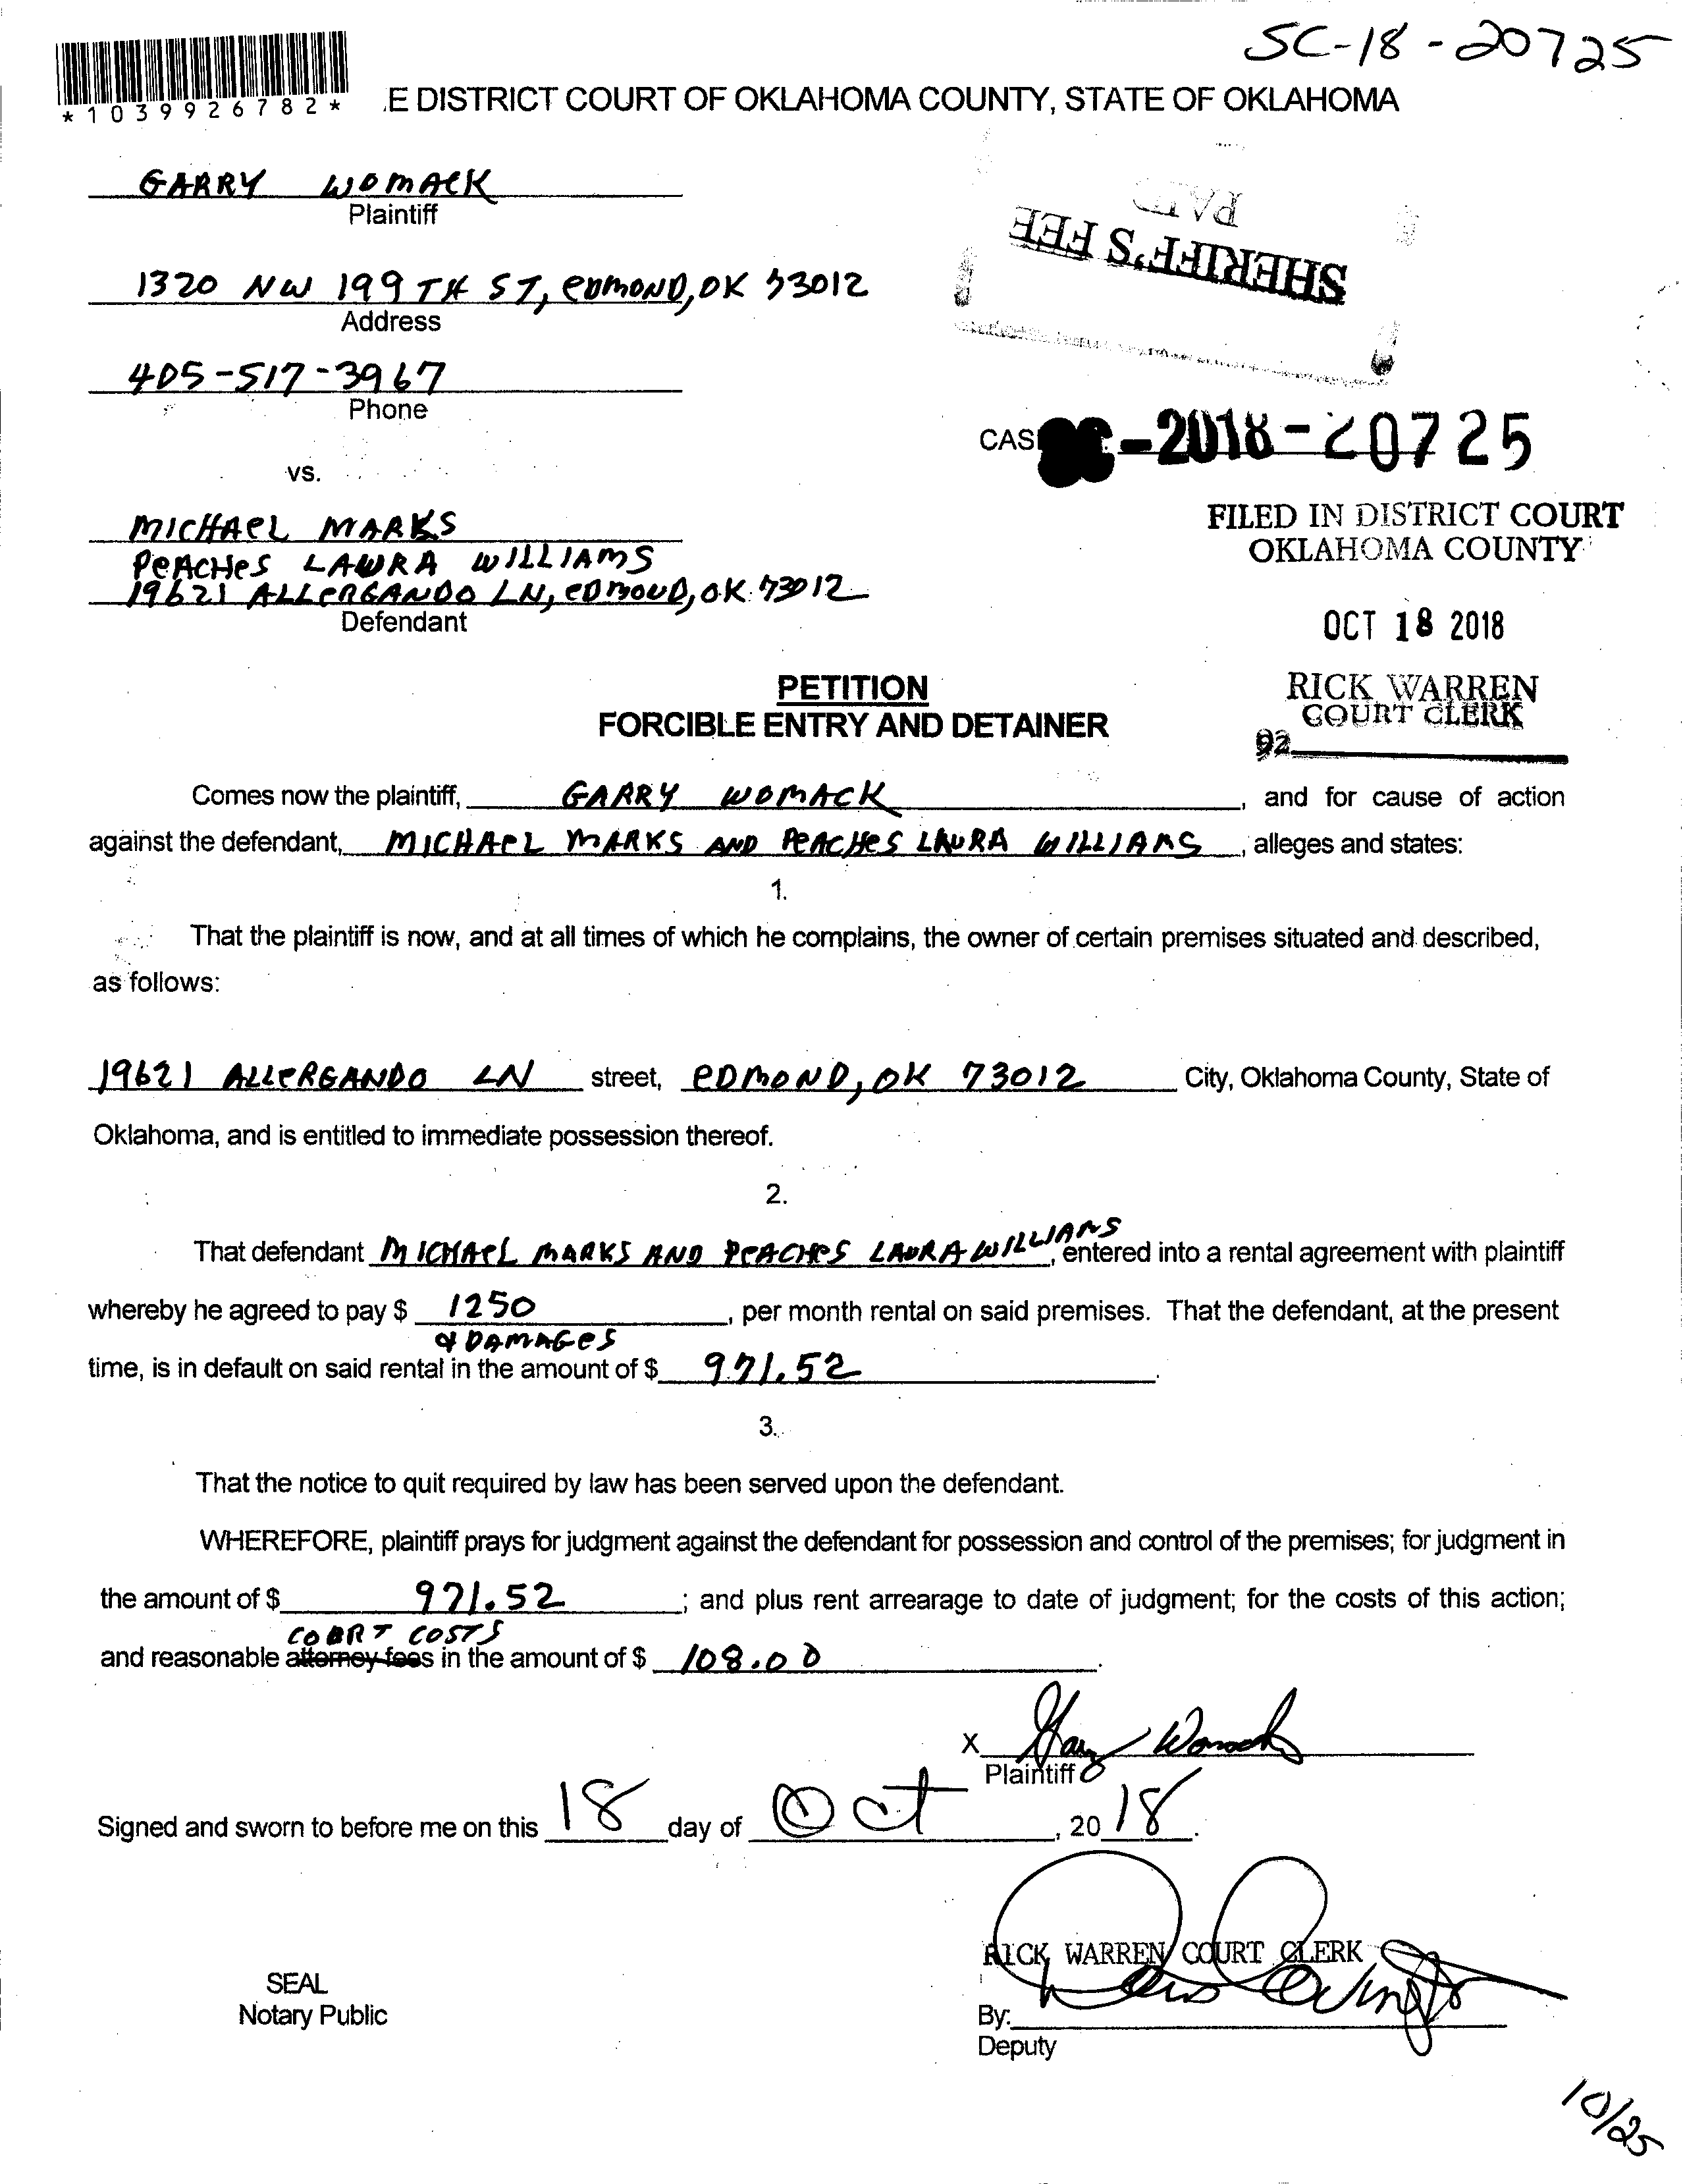 SC-18-20725
*1039926782*
.E DISTRICT COURT OF OKLAHOMA COUNTY, STATE OF OKLAHOMA
GARRY WOMACK
Plaintiff
PAID
SHERIFF'S FEE
1320 NW 199TH ST, EDMOND, OK 73012
Address
405-517-3967
Phone
CAS -2018-20725
vs.
FILED IN DISTRICT COURT
OKLAHOMA COUNTY
MICHAEL MARKS
PEACHES LAURA WILLIAMS
19621 ALLERGANDO LN, EDMOND, OK 73012
Defendant
OCT 18 2018
RICK WARREN
COURT CLERK
92
PETITION
FORCIBLE ENTRY AND DETAINER
Comes now the plaintiff, GARRY WOMACK, and for cause of action
against the defendant, MICHAEL MARKS AND PEACHES LAURA WILLIAMS, alleges and states:
1.
That the plaintiff is now, and at all times of which he complains, the owner of certain premises situated and described,
as follows:
19621 ALLERGANDO LN street, EDMOND, OK 73012 City, Oklahoma County, State of
Oklahoma, and is entitled to immediate possession thereof.
2.
That defendant MICHAEL MARKS AND PEACHES LAURA WILLIAMS, entered into a rental agreement with plaintiff
whereby he agreed to pay $ 1250, per month rental on said premises. That the defendant, at the present
& DAMAGES
time, is in default on said rental in the amount of $ 971.52.
3.
That the notice to quit required by law has been served upon the defendant.
WHEREFORE, plaintiff prays for judgment against the defendant for possession and control of the premises; for judgment in
the amount of $ 971.52; and plus rent arrearage to date of judgment; for the costs of this action;
COURT COSTS
and reasonable attorney fees in the amount of $ 108.00.
X Gary Womack
Plaintiff
Signed and sworn to before me on this 18 day of Oct, 20 18.
RICK WARREN COURT CLERK
SEAL
Notary Public
By:
Deputy
10/25